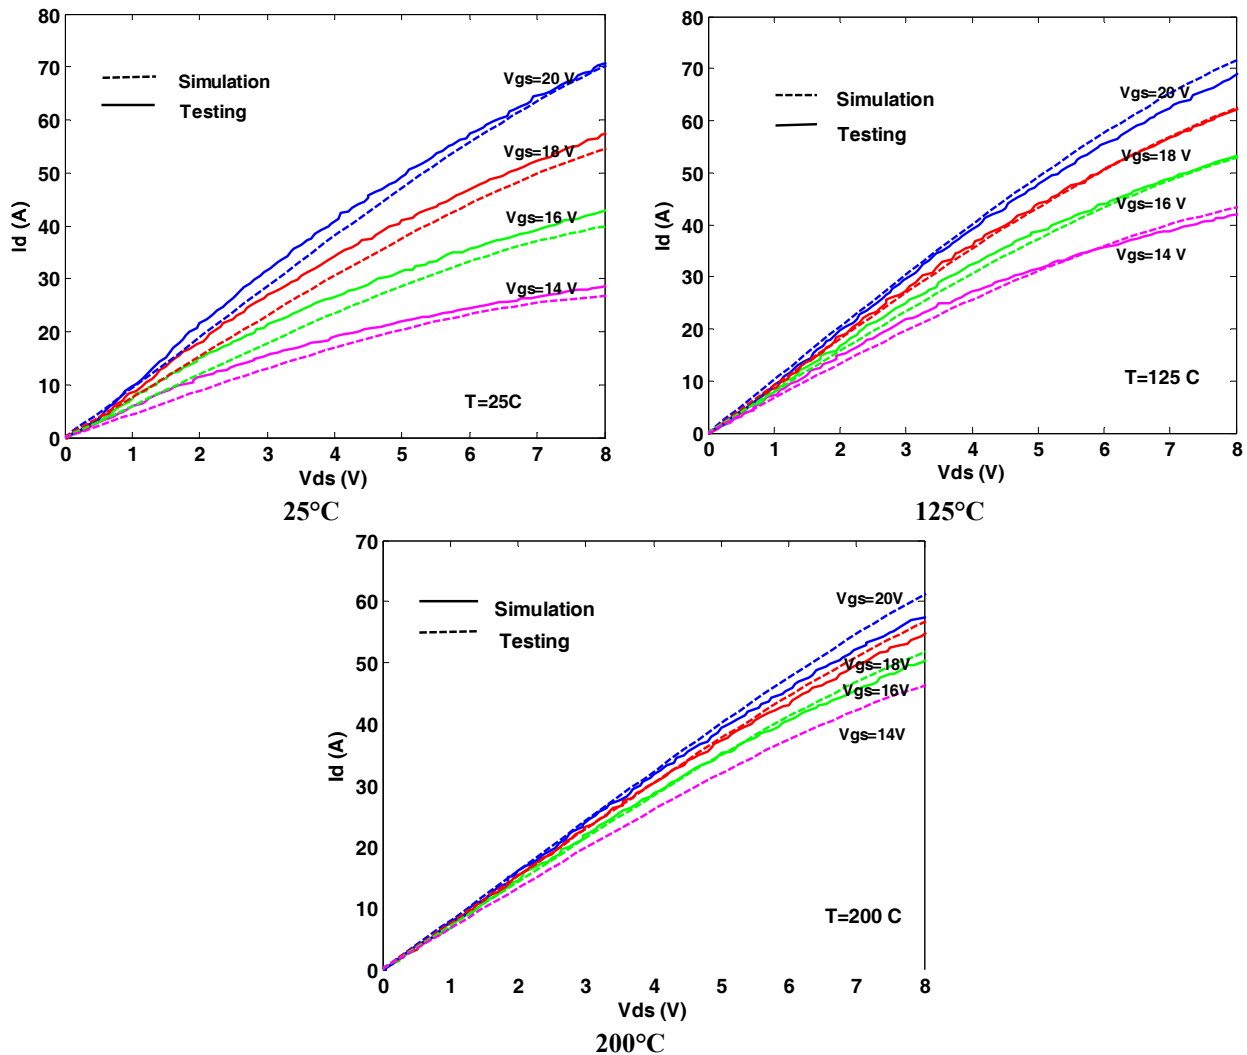 80
70
60
50
40
30
20
10
0
Id (A)
Simulation
Testing
Vgs=20 V
Vgs=18 V
Vgs=16 V
Vgs=14 V
T=25C
0 1 2 3 4 5 6 7 8
Vds (V)
25°C
80
70
60
50
40
30
20
10
0
Id (A)
Simulation
Testing
Vgs=20 V
Vgs=18 V
Vgs=16 V
Vgs=14 V
T=125 C
0 1 2 3 4 5 6 7 8
Vds (V)
125°C
70
60
50
40
30
20
10
0
Id (A)
Simulation
Testing
Vgs=20V
Vgs=18V
Vgs=16V
Vgs=14V
T=200 C
0 1 2 3 4 5 6 7 8
Vds (V)
200°C